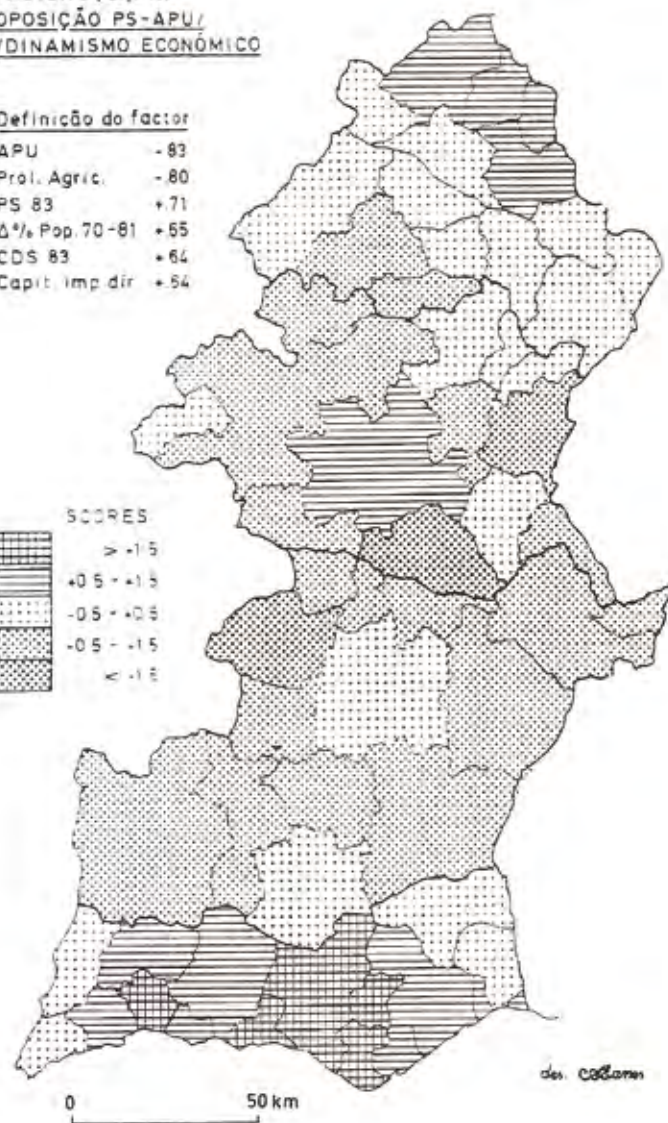 OPOSIÇÃO PS-APU/
/DINAMISMO ECONÓMICO
Definição do factor
APU -83
Prol. Agric. -.80
PS 83 +.71
Δ% Pop. 70-81 +55
CDS 83 +64
Capit. imp dir +.54
SCORES
> -1.5
+0.5 - +1.5
-0.5 - +0.5
-0.5 - -1.5
< -1.5
des.
0 50 km